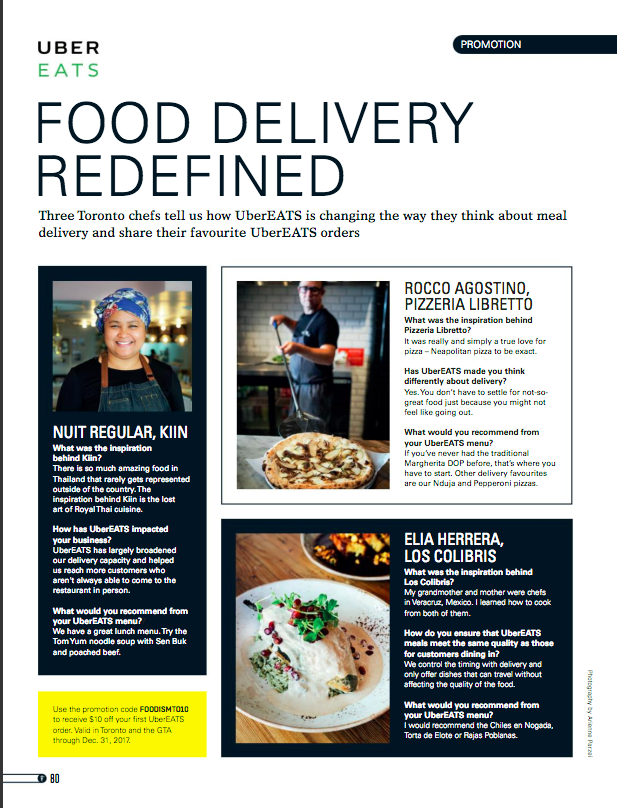 UBER
EATS
PROMOTION
FOOD DELIVERY
REDEFINED
Three Toronto chefs tell us how UberEATS is changing the way they think about meal
delivery and share their favourite UberEATS orders
NUIT REGULAR, KIIN
What was the inspiration
behind Kiin?
There is so much amazing food in
Thailand that rarely gets represented
outside of the country. The
inspiration behind Kiin is the lost
art of Royal Thai cuisine.
How has UberEATS impacted
your business?
UberEATS has largely broadened
our delivery capacity and helped
us reach more customers who
aren't always able to come to the
restaurant in person.
What would you recommend from
your UberEATS menu?
We have a great lunch menu. Try the
Tom Yum noodle soup with Sen Buk
and poached beef.
Use the promotion code FOODISMTO10
to receive $10 off your first UberEATS
order. Valid in Toronto and the GTA
through Dec. 31, 2017.
ROCCO AGOSTINO,
PIZZERIA LIBRETTO
What was the inspiration behind
Pizzeria Libretto?
It was really and simply a true love for
pizza – Neapolitan pizza to be exact.
Has UberEATS made you think
differently about delivery?
Yes. You don't have to settle for not-so-
great food just because you might not
feel like going out.
What would you recommend from
your UberEATS menu?
If you've never had the traditional
Margherita DOP before, that's where you
have to start. Other delivery favourites
are our Nduja and Pepperoni pizzas.
ELIA HERRERA,
LOS COLIBRIS
What was the inspiration behind
Los Colibris?
My grandmother and mother were chefs
in Veracruz, Mexico. I learned how to cook
from both of them.
How do you ensure that UberEATS
meals meet the same quality as those
for customers dining in?
We control the timing with delivery and
only offer dishes that can travel without
affecting the quality of the food.
What would you recommend from
your UberEATS menu?
I would recommend the Chiles en Nogada,
Torta de Elote or Rajas Poblanas.
Photography by
80